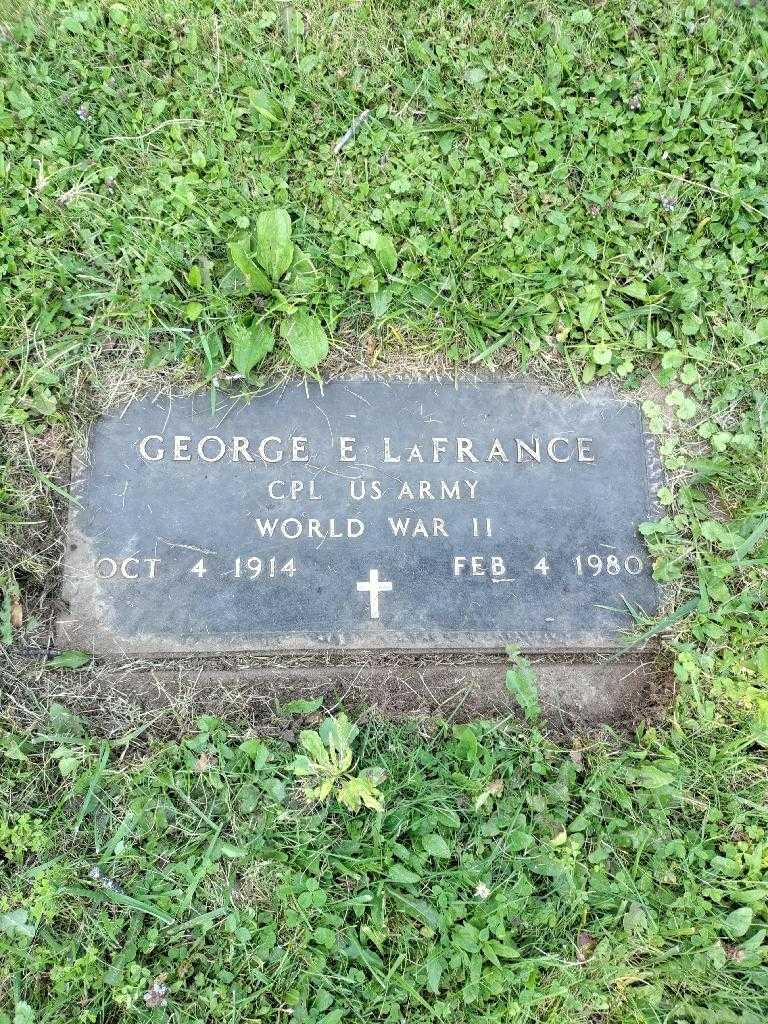 GEORGE E LAFRANCE
CPL US ARMY
WORLD WAR II
OCT 4 1914 FEB 4 1980